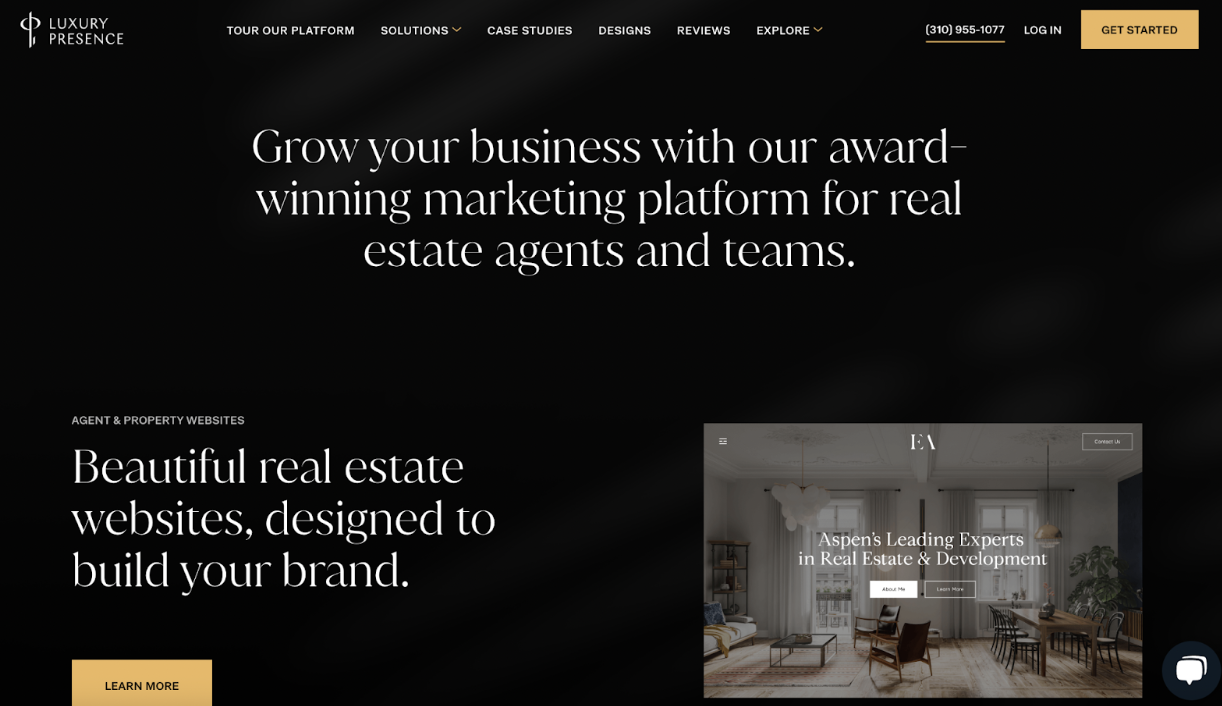 LUXURY
PRESENCE
TOUR OUR PLATFORM
SOLUTIONS
CASE STUDIES
DESIGNS
REVIEWS
EXPLORE
(310) 955-1077
LOG IN
GET STARTED
Grow your business with our award-
winning marketing platform for real
estate agents and teams.
AGENT & PROPERTY WEBSITES
Beautiful real estate
websites, designed to
build your brand.
LEARN MORE
EA
Contact Us
Aspen's Leading Experts
in Real Estate & Development
About Me
Learn More